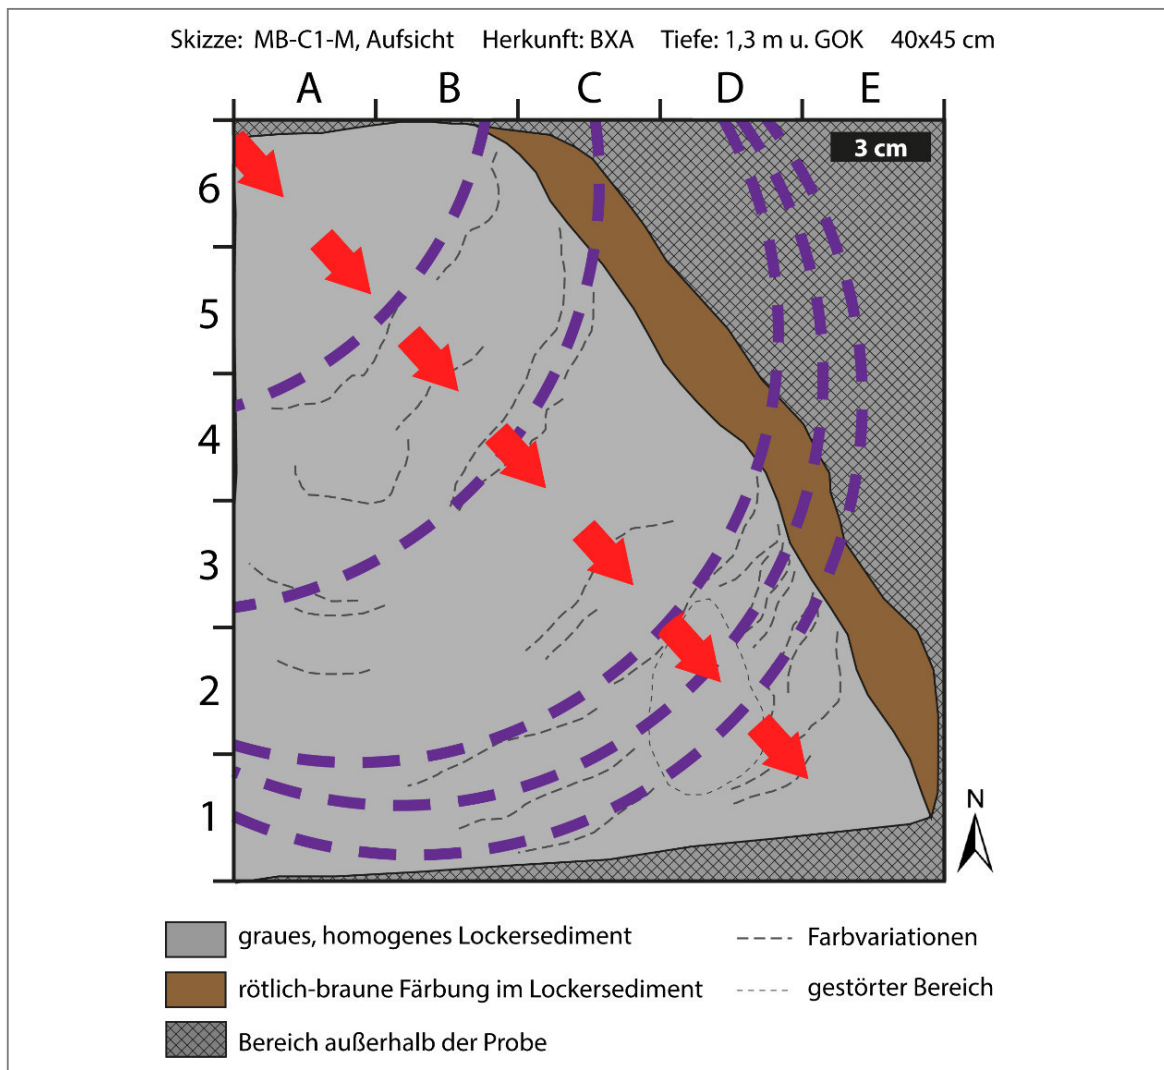 Skizze: MB-C1-M, Aufsicht Herkunft: BXA Tiefe: 1,3 m u. GOK 40x45 cm
A B C D E
3 cm
6
5
4
3
2
1
N
graues, homogenes Lockersediment
Farbvariationen
rötlich-braune Färbung im Lockersediment
gestörter Bereich
Bereich außerhalb der Probe